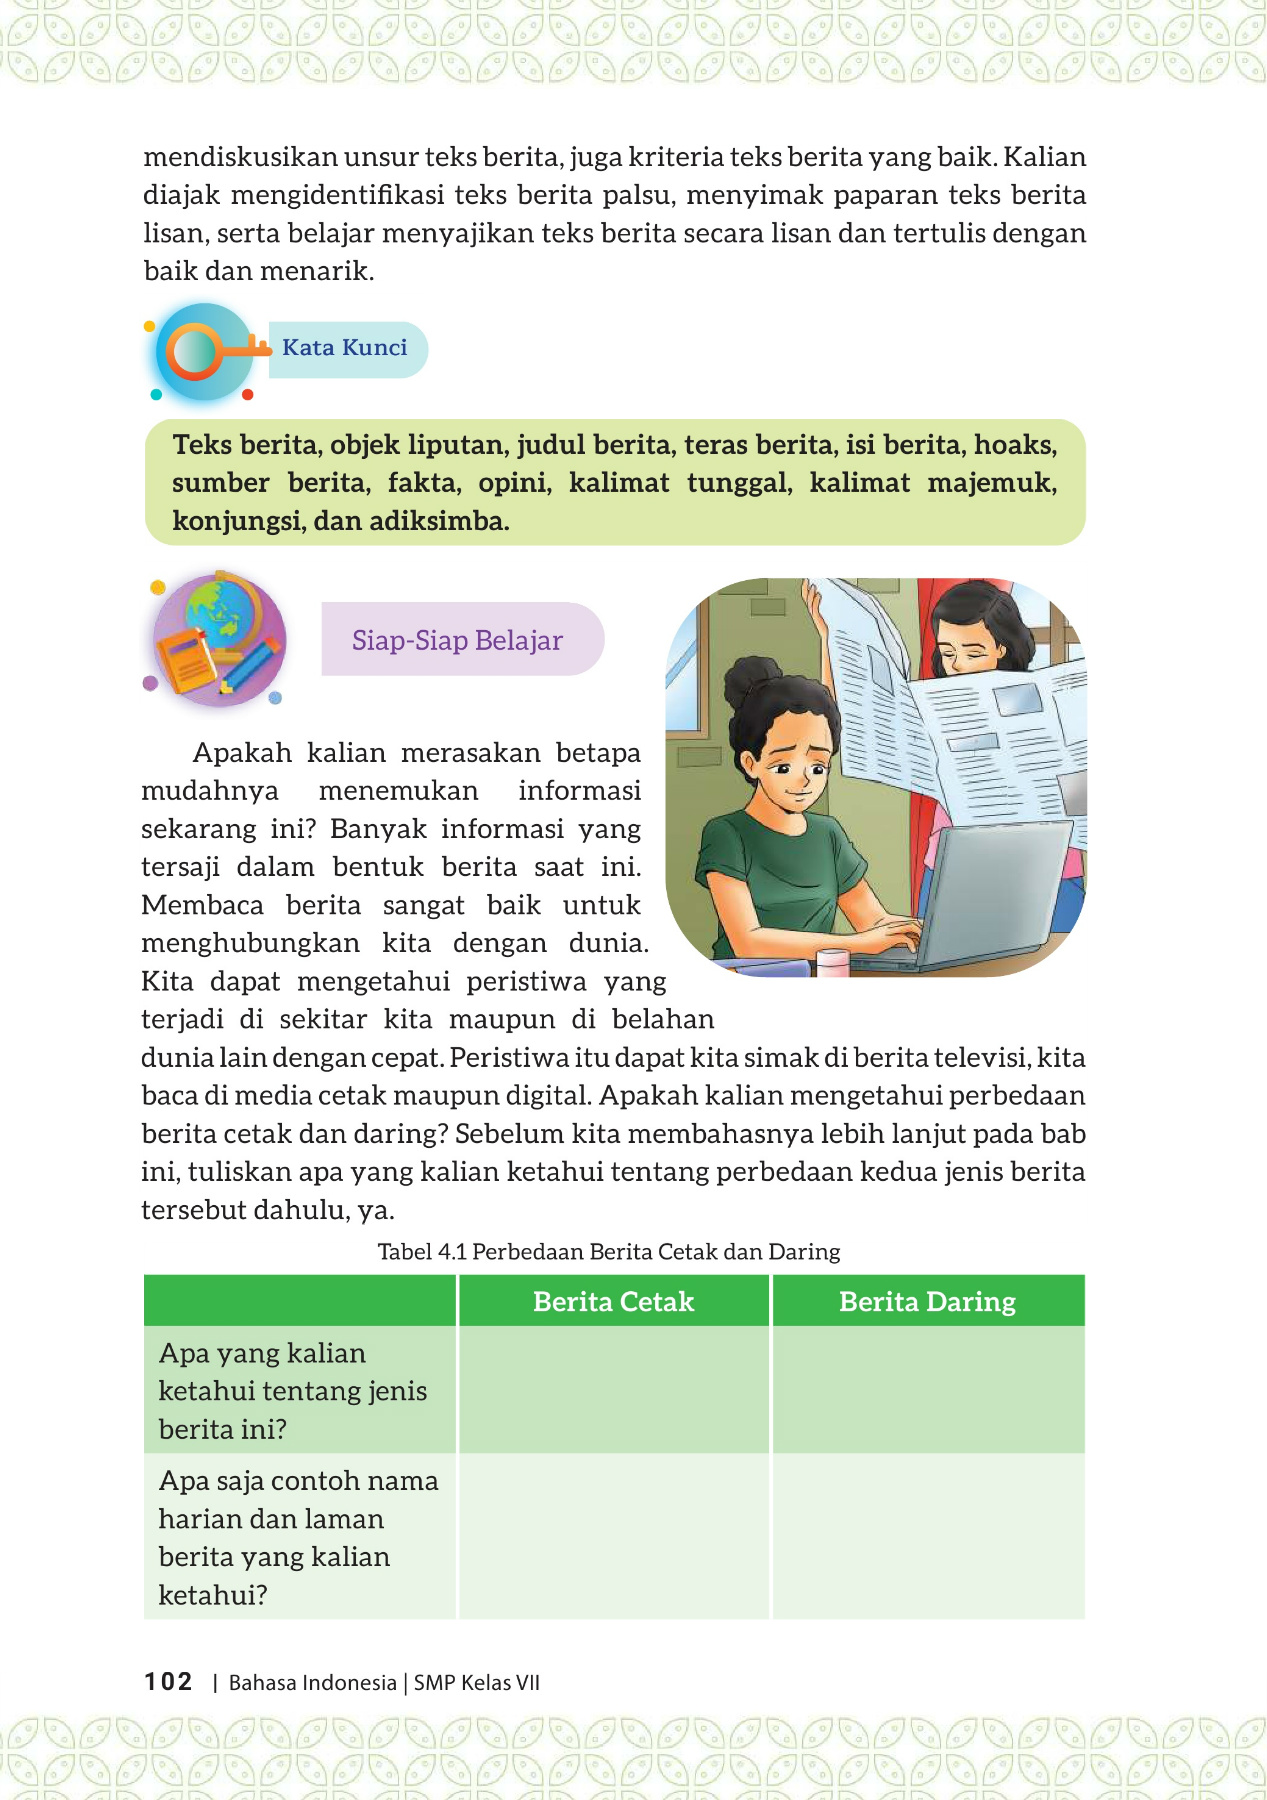 mendiskusikan unsur teks berita, juga kriteria teks berita yang baik. Kalian
diajak mengidentifikasi teks berita palsu, menyimak paparan teks berita
lisan, serta belajar menyajikan teks berita secara lisan dan tertulis dengan
baik dan menarik.
Kata Kunci
Teks berita, objek liputan, judul berita, teras berita, isi berita, hoaks,
sumber berita, fakta, opini, kalimat tunggal, kalimat majemuk,
konjungsi, dan adiksimba.
Siap-Siap Belajar
Apakah kalian merasakan betapa
mudahnya menemukan informasi
sekarang ini? Banyak informasi yang
tersaji dalam bentuk berita saat ini.
Membaca berita sangat baik untuk
menghubungkan kita dengan dunia.
Kita dapat mengetahui peristiwa yang
terjadi di sekitar kita maupun di belahan
dunia lain dengan cepat. Peristiwa itu dapat kita simak di berita televisi, kita
baca di media cetak maupun digital. Apakah kalian mengetahui perbedaan
berita cetak dan daring? Sebelum kita membahasnya lebih lanjut pada bab
ini, tuliskan apa yang kalian ketahui tentang perbedaan kedua jenis berita
tersebut dahulu, ya.
Tabel 4.1 Perbedaan Berita Cetak dan Daring
Berita Cetak
Berita Daring
Apa yang kalian
ketahui tentang jenis
berita ini?
Apa saja contoh nama
harian dan laman
berita yang kalian
ketahui?
102 | Bahasa Indonesia | SMP Kelas VII